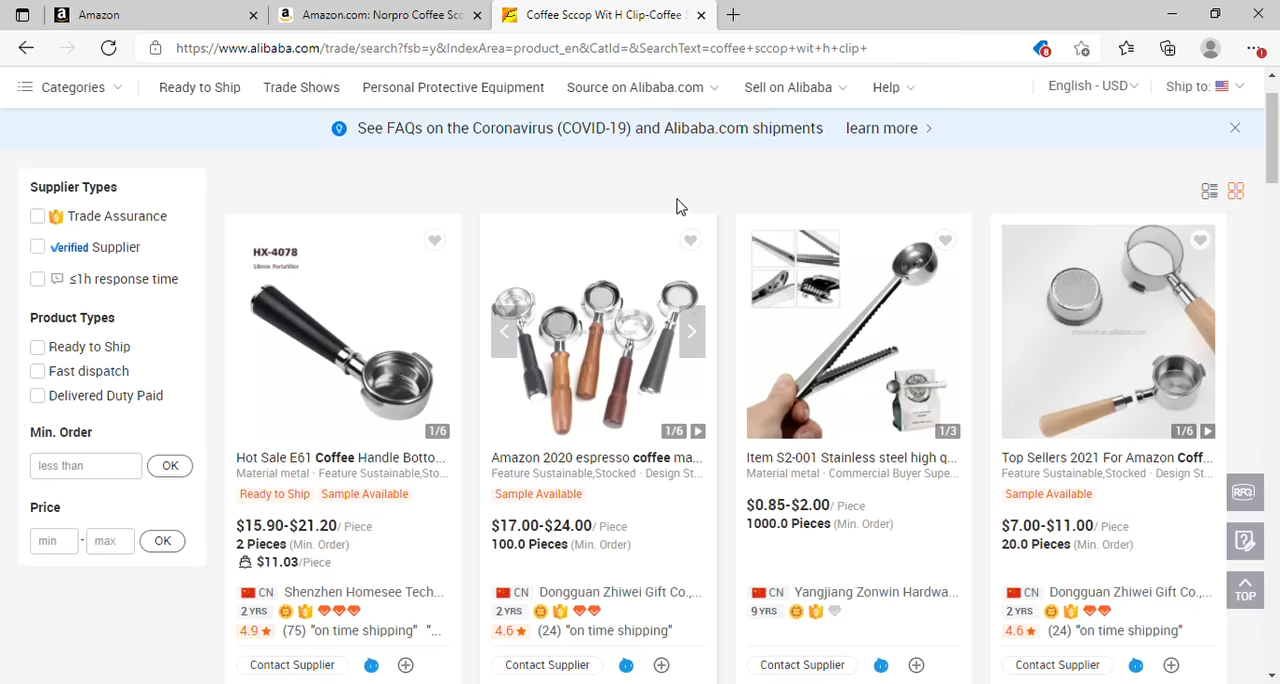 Amazon
Amazon.com: Norpro Coffee Sco
Coffee Sccop Wit H Clip-Coffee S
https://www.alibaba.com/trade/search?fsb=y&IndexArea=product_en&CatId=&SearchText=coffee+sccop+wit+h+clip+
8
Categories
Ready to Ship
Trade Shows
Personal Protective Equipment
Source on Alibaba.com
Sell on Alibaba
Help
English - USD
Ship to:
See FAQs on the Coronavirus (COVID-19) and Alibaba.com shipments
learn more
Supplier Types
Trade Assurance
Verified Supplier
≤1h response time
Product Types
Ready to Ship
Fast dispatch
Delivered Duty Paid
Min. Order
less than
OK
Price
min
-
max
OK
HX-4078
58mm Portafilter
1/6
Hot Sale E61 Coffee Handle Botto...
Material metal · Feature Sustainable,Sto...
Ready to Ship
Sample Available
$15.90-$21.20/ Piece
2 Pieces (Min. Order)
$11.03/Piece
CN
Shenzhen Homesee Tech...
2 YRS
4.9
(75) "on time shipping" "...
Contact Supplier
1/6
Amazon 2020 espresso coffee ma...
Feature Sustainable,Stocked · Design St...
Sample Available
$17.00-$24.00/ Piece
100.0 Pieces (Min. Order)
CN
Dongguan Zhiwei Gift Co.,...
2 YRS
4.6
(24) "on time shipping"
Contact Supplier
1/3
Item S2-001 Stainless steel high q...
Material metal · Commercial Buyer Supe...
$0.85-$2.00/ Piece
1000.0 Pieces (Min. Order)
CN
Yangjiang Zonwin Hardwa...
9 YRS
Contact Supplier
1/6
Top Sellers 2021 For Amazon Coff...
Feature Sustainable,Stocked · Design St...
Sample Available
$7.00-$11.00/ Piece
20.0 Pieces (Min. Order)
CN
Dongguan Zhiwei Gift Co.,...
2 YRS
4.6
(24) "on time shipping"
Contact Supplier
RFQ
TOP